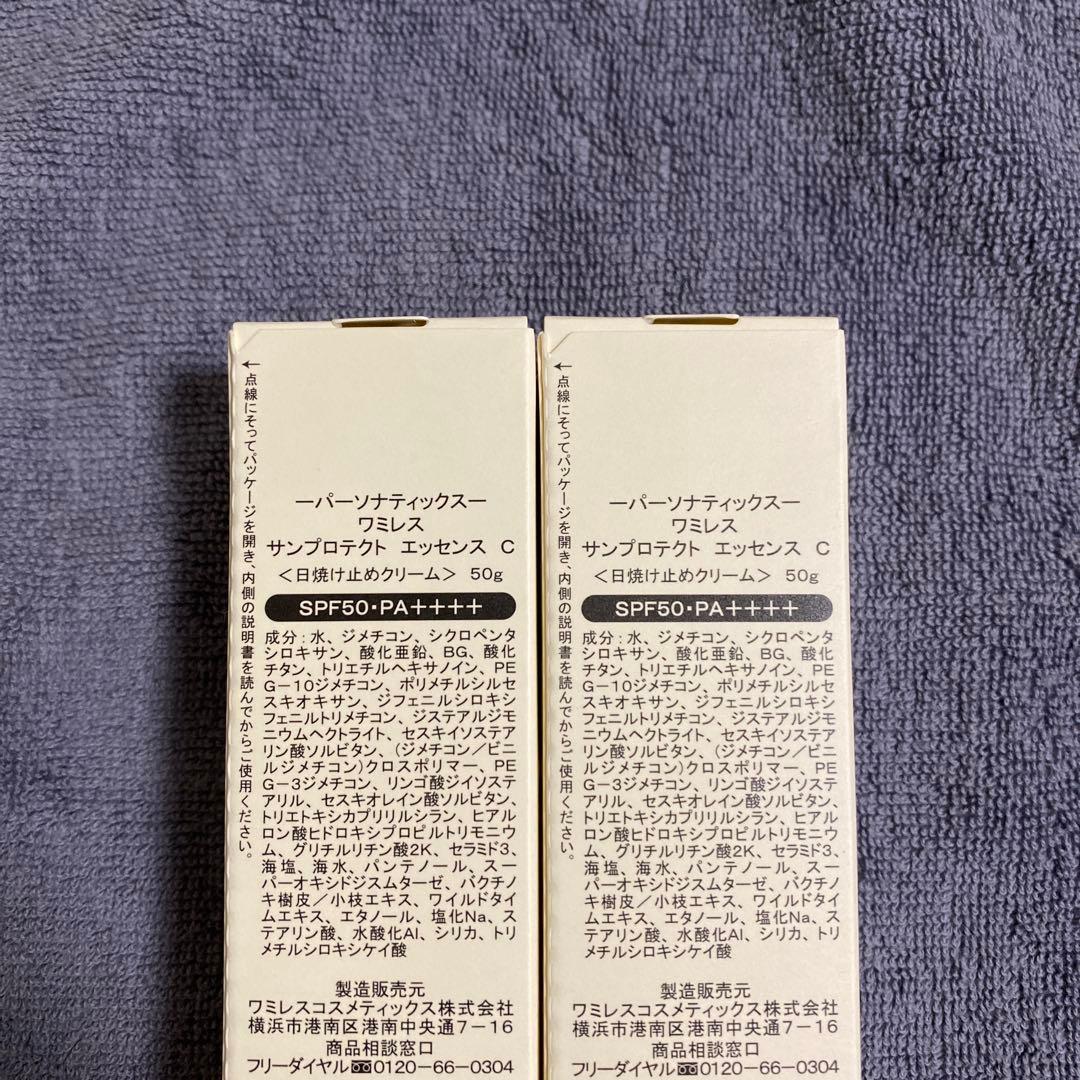 ←点線にそってパッケージを開き、内側の説明書を読んでからご使用ください。
―パーソナティックス―
ワミレス
サンプロテクト エッセンス C
＜日焼け止めクリーム＞ 50g
SPF50・PA++++
成分：水、ジメチコン、シクロペンタ
シロキサン、酸化亜鉛、BG、酸化
チタン、トリエチルヘキサノイン、PE
G－10ジメチコン、ポリメチルシルセ
スキオキサン、ジフェニルシロキシ
フェニルトリメチコン、ジステアルジモ
ニウムヘクトライト、セスキイソステア
リン酸ソルビタン、（ジメチコン／ビニ
ルジメチコン）クロスポリマー、PE
G－3ジメチコン、リンゴ酸ジイソステ
アリル、セスキオレイン酸ソルビタン、
トリエトキシカプリリルシラン、ヒアル
ロン酸ヒドロキシプロピルトリモニウ
ム、グリチルリチン酸2K、セラミド3、
海塩、海水、パンテノール、スー
パーオキシドジスムターゼ、バクチノ
キ樹皮／小枝エキス、ワイルドタイ
ムエキス、エタノール、塩化Na、ス
テアリン酸、水酸化Al、シリカ、トリ
メチルシロキシケイ酸
製造販売元
ワミレスコスメティックス株式会社
横浜市港南区港南中央通7－16
商品相談窓口
フリーダイヤル 0120－66－0304
←点線にそってパッケージを開き、内側の説明書を読んでからご使用ください。
―パーソナティックス―
ワミレス
サンプロテクト エッセンス C
＜日焼け止めクリーム＞ 50g
SPF50・PA++++
成分：水、ジメチコン、シクロペンタ
シロキサン、酸化亜鉛、BG、酸化
チタン、トリエチルヘキサノイン、PE
G－10ジメチコン、ポリメチルシルセ
スキオキサン、ジフェニルシロキシ
フェニルトリメチコン、ジステアルジモ
ニウムヘクトライト、セスキイソステア
リン酸ソルビタン、（ジメチコン／ビニ
ルジメチコン）クロスポリマー、PE
G－3ジメチコン、リンゴ酸ジイソステ
アリル、セスキオレイン酸ソルビタン、
トリエトキシカプリリルシラン、ヒアル
ロン酸ヒドロキシプロピルトリモニウ
ム、グリチルリチン酸2K、セラミド3、
海塩、海水、パンテノール、スー
パーオキシドジスムターゼ、バクチノ
キ樹皮／小枝エキス、ワイルドタイ
ムエキス、エタノール、塩化Na、ス
テアリン酸、水酸化Al、シリカ、トリ
メチルシロキシケイ酸
製造販売元
ワミレスコスメティックス株式会社
横浜市港南区港南中央通7－16
商品相談窓口
フリーダイヤル 0120－66－0304